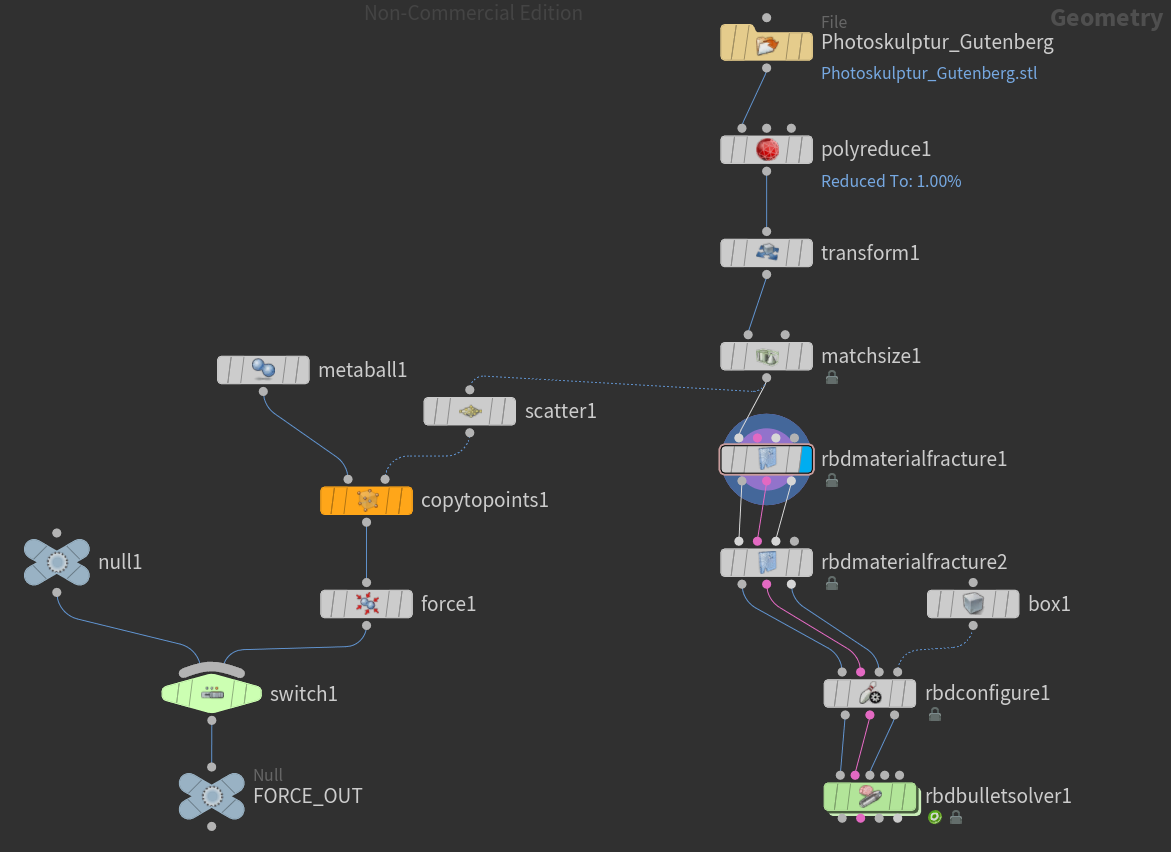 Non-Commercial Edition
Geometry
File
Photoskulptur_Gutenberg
Photoskulptur_Gutenberg.stl
polyreduce1
Reduced To: 1.00%
transform1
matchsize1
metaball1
scatter1
rbdmaterialfracture1
copytopoints1
null1
rbdmaterialfracture2
force1
box1
switch1
rbdconfigure1
Null
FORCE_OUT
rbdbulletsolver1